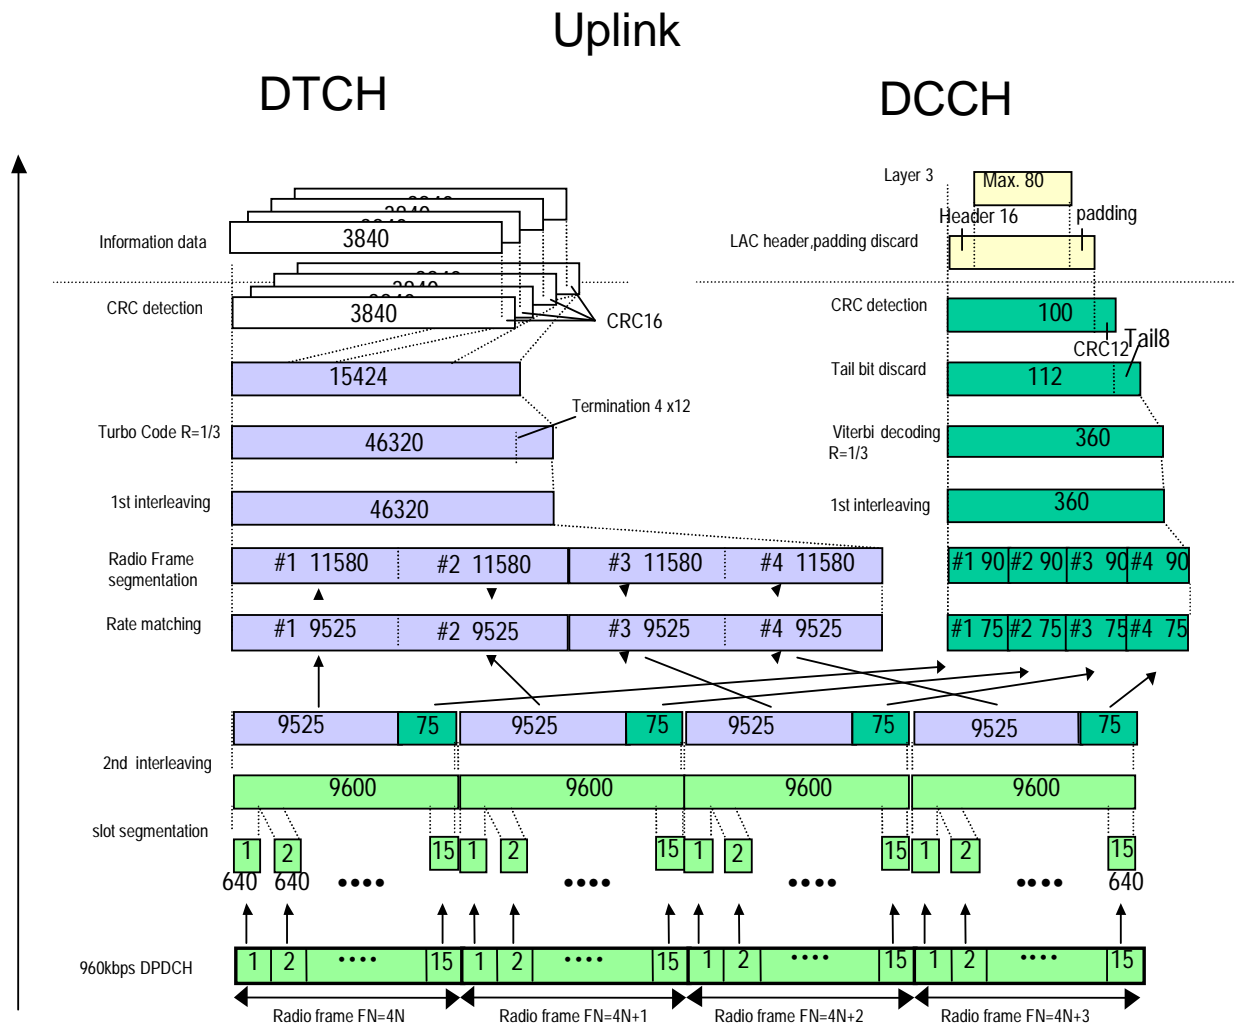 Uplink
DTCH
DCCH
Layer 3
Max. 80
Header 16
padding
Information data
3840
LAC header,padding discard
CRC detection
3840
CRC16
CRC detection
100
CRC12
Tail8
15424
Tail bit discard
112
Termination 4 x12
Turbo Code R=1/3
46320
Viterbi decoding
R=1/3
360
1st interleaving
46320
1st interleaving
360
Radio Frame
segmentation
#1 11580 #2 11580 #3 11580 #4 11580
#1 90 #2 90 #3 90 #4 90
Rate matching
#1 9525 #2 9525 #3 9525 #4 9525
#1 75 #2 75 #3 75 #4 75
9525 75 9525 75 9525 75 9525 75
2nd interleaving
9600 9600 9600 9600
slot segmentation
1 2 15 1 2 15 1 2 15 1 2 15
640 640 •••• •••• •••• •••• 640
960kbps DPDCH
1 2 •••• 15 1 2 •••• 15 1 2 •••• 15 1 2 •••• 15
Radio frame FN=4N
Radio frame FN=4N+1
Radio frame FN=4N+2
Radio frame FN=4N+3